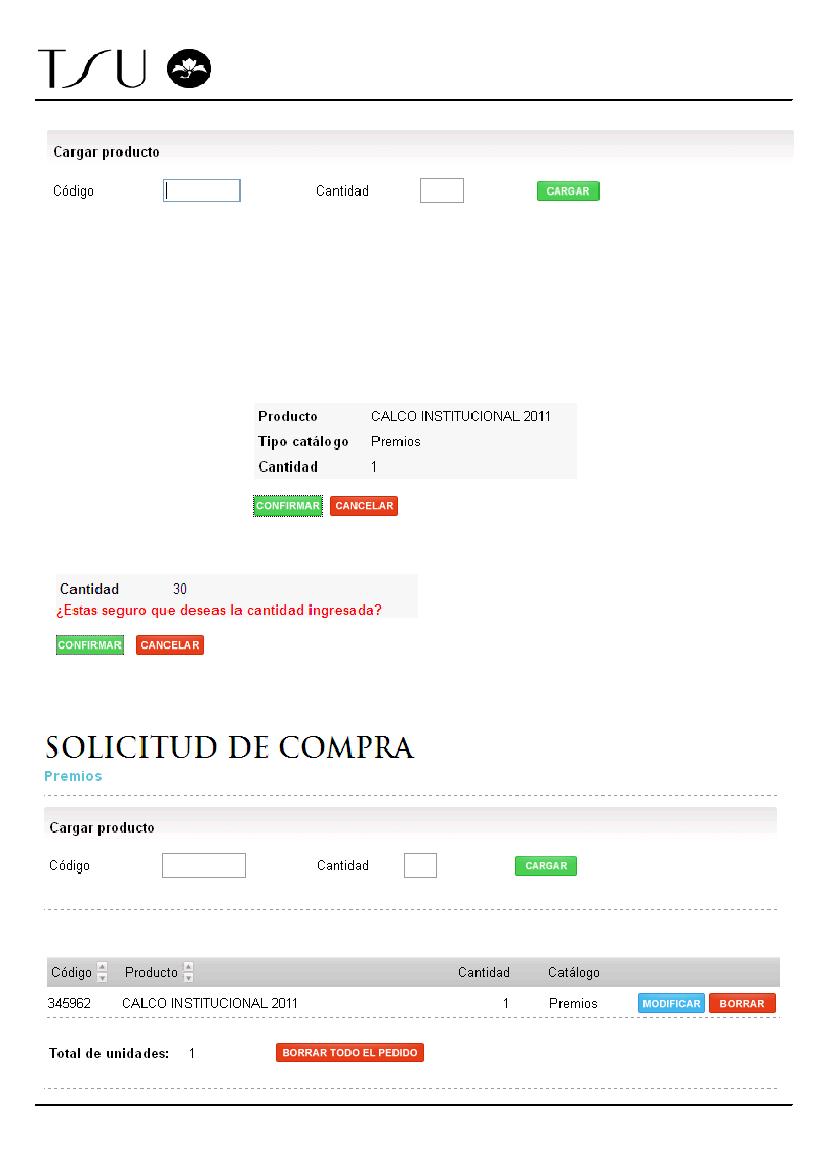 TSU
Cargar producto
Código Cantidad CARGAR
Producto CALCO INSTITUCIONAL 2011
Tipo catálogo Premios
Cantidad 1
CONFIRMAR CANCELAR
Cantidad 30
¿Estas seguro que deseas la cantidad ingresada?
CONFIRMAR CANCELAR
SOLICITUD DE COMPRA
Premios
Cargar producto
Código Cantidad CARGAR
Código Producto Cantidad Catálogo
345962 CALCO INSTITUCIONAL 2011 1 Premios MODIFICAR BORRAR
Total de unidades: 1 BORRAR TODO EL PEDIDO